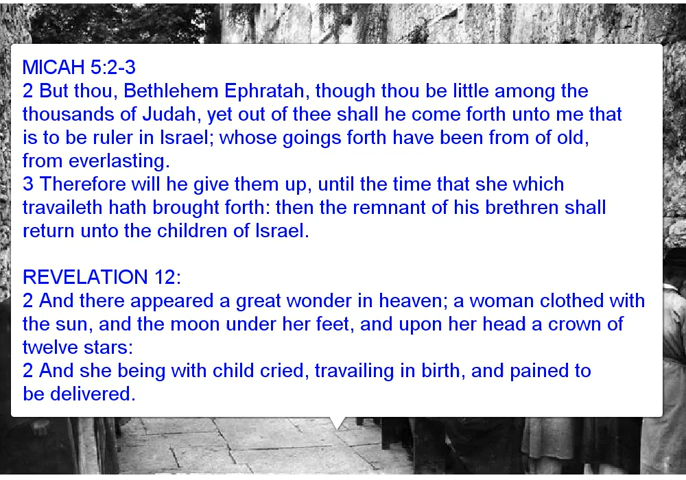 MICAH 5:2-3
2 But thou, Bethlehem Ephratah, though thou be little among the
thousands of Judah, yet out of thee shall he come forth unto me that
is to be ruler in Israel; whose goings forth have been from of old,
from everlasting.
3 Therefore will he give them up, until the time that she which
travaileth hath brought forth: then the remnant of his brethren shall
return unto the children of Israel.
REVELATION 12:
2 And there appeared a great wonder in heaven; a woman clothed with
the sun, and the moon under her feet, and upon her head a crown of
twelve stars:
2 And she being with child cried, travailing in birth, and pained to
be delivered.